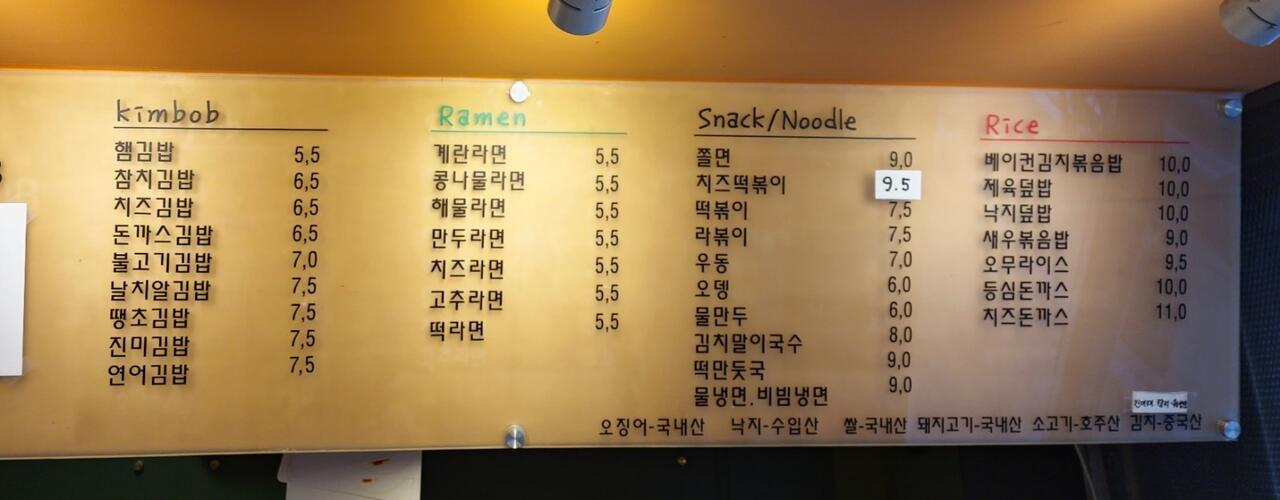 kimbob
햄김밥 5,5
참치김밥 6,5
치즈김밥 6,5
돈까스김밥 6,5
불고기김밥 7,0
날치알김밥 7,5
땡초김밥 7,5
진미김밥 7,5
연어김밥 7,5
Ramen
계란라면 5,5
콩나물라면 5,5
해물라면 5,5
만두라면 5,5
치즈라면 5,5
고추라면 5,5
떡라면 5,5
Snack/Noodle
쫄면 9,0
치즈떡볶이 9.5
떡볶이 7,5
라볶이 7,5
우동 7,0
오뎅 6,0
물만두 6,0
김치말이국수 8,0
떡만둣국 9,0
물냉면.비빔냉면 9,0
Rice
베이컨김치볶음밥 10,0
제육덮밥 10,0
낙지덮밥 10,0
새우볶음밥 9,0
오무라이스 9,5
등심돈까스 10,0
치즈돈까스 11,0
오징어-국내산 낙지-수입산 쌀-국내산 돼지고기-국내산 소고기-호주산 김치-중국산